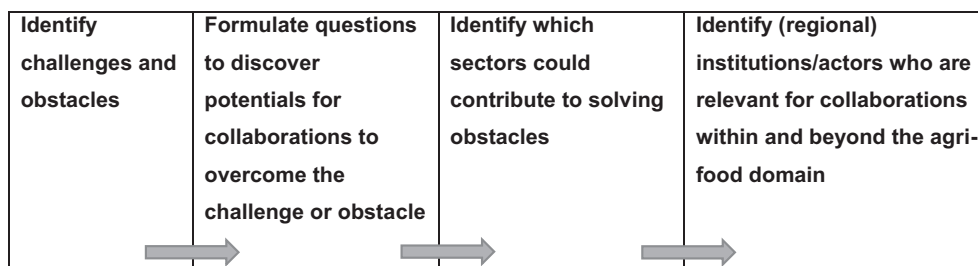 Identify
challenges and
obstacles
Formulate questions
to discover
potentials for
collaborations to
overcome the
challenge or obstacle
Identify which
sectors could
contribute to solving
obstacles
Identify (regional)
institutions/actors who are
relevant for collaborations
within and beyond the agri-
food domain